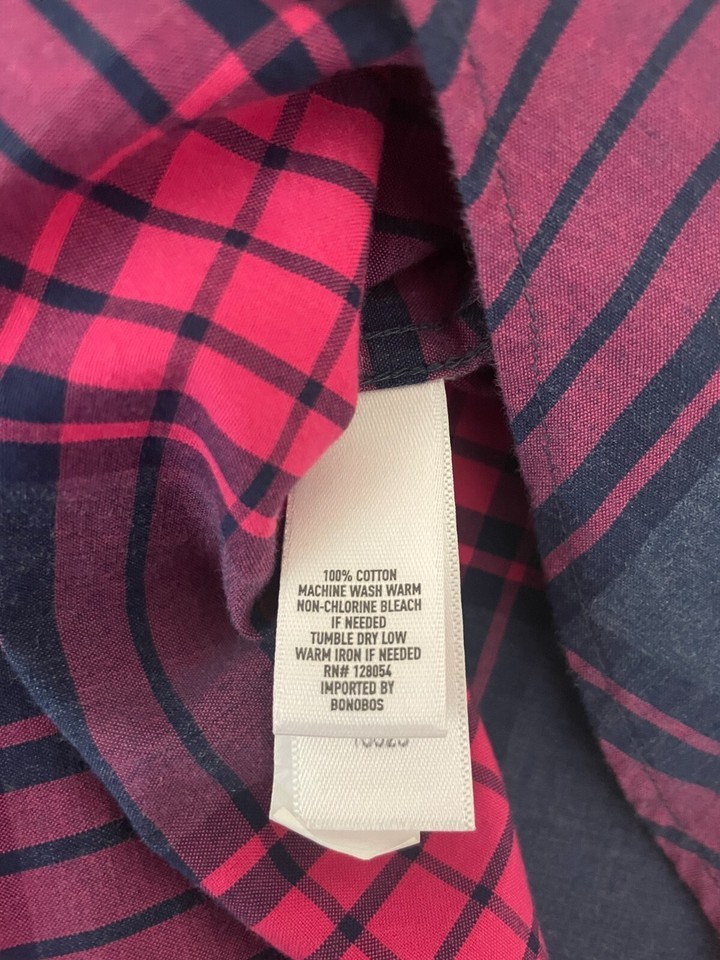 100% COTTON
MACHINE WASH WARM
NON-CHLORINE BLEACH
IF NEEDED
TUMBLE DRY LOW
WARM IRON IF NEEDED
RN# 128054
IMPORTED BY
BONOBOS